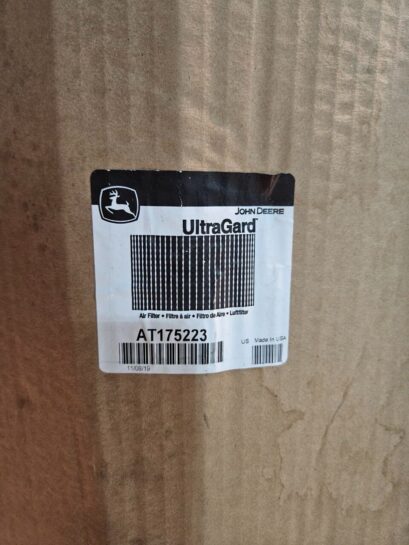 JOHN DEERE
UltraGard
Air Filter • Filtre à air • Filtro de Aire • Luftfilter
AT175223
US Made In USA
11/08/19